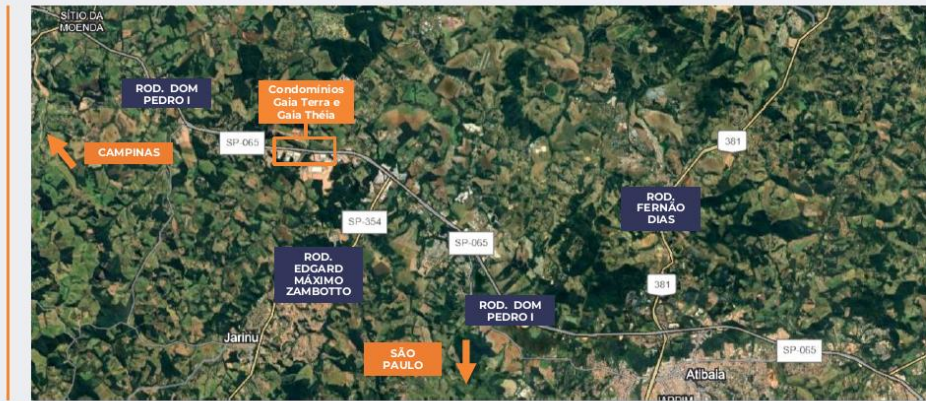 SÍTIO DA
MOENDA
ROD. DOM
PEDRO I
Condomínios
Gaia Terra e
Gaia Théia
SP-065
CAMPINAS
381
ROD.
FERNÃO
DIAS
SP-354
SP-065
ROD.
EDGARD
MÁXIMO
ZAMBOTTO
381
ROD. DOM
PEDRO I
Jarinu
SÃO
PAULO
SP-065
Atibaia
JARDIM